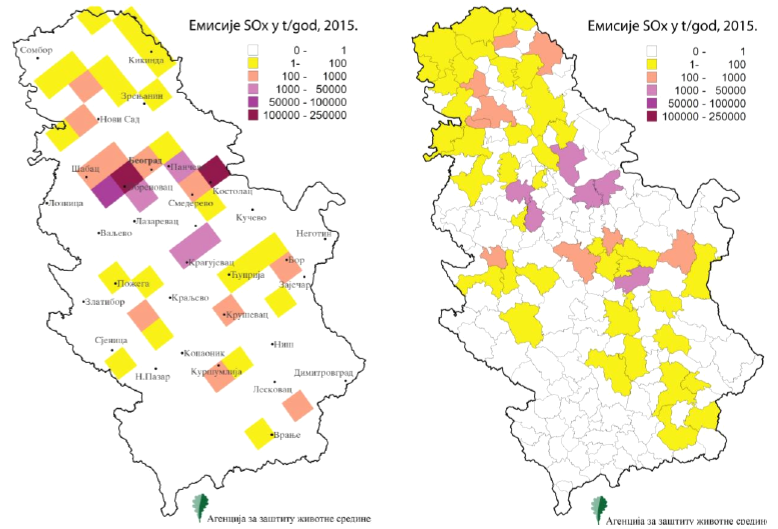 Емисије SOx у t/god, 2015.
0 - 1
1- 100
100 - 1000
1000 - 50000
50000 - 100000
100000 - 250000
Сомбор
Кикинда
Зрењанин
Нови Сад
Београд
Шабац
Панчево
Обреновац
Костолац
Смедерево
Лозница
Лазаревац
Кучево
Ваљево
Неготин
Крагујевац
Бор
Ћуприја
Пожега
Зајечар
Златибор
Краљево
Крушевац
Сјеница
Копаоник
Ниш
Н.Пазар
Куршумлија
Димитровград
Лесковац
Врање
Агенција за заштиту животне средине
Емисије SOx у t/god, 2015.
0 - 1
1- 100
100 - 1000
1000 - 50000
50000 - 100000
100000 - 250000
Агенција за заштиту животне средине